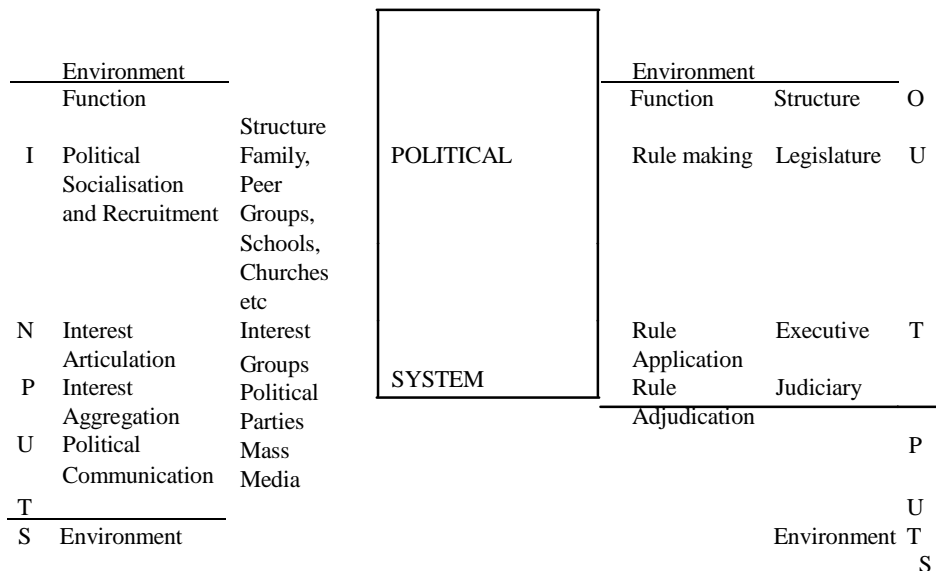 Environment Environment
Function Function Structure O
Structure
I Political Family, POLITICAL Rule making Legislature U
Socialisation Peer
and Recruitment Groups,
Schools,
Churches
etc
N Interest Interest Rule Executive T
Articulation Groups Application
P Interest Political SYSTEM Rule Judiciary
Aggregation Parties Adjudication
U Political Mass P
Communication Media
T U
S Environment Environment T
S